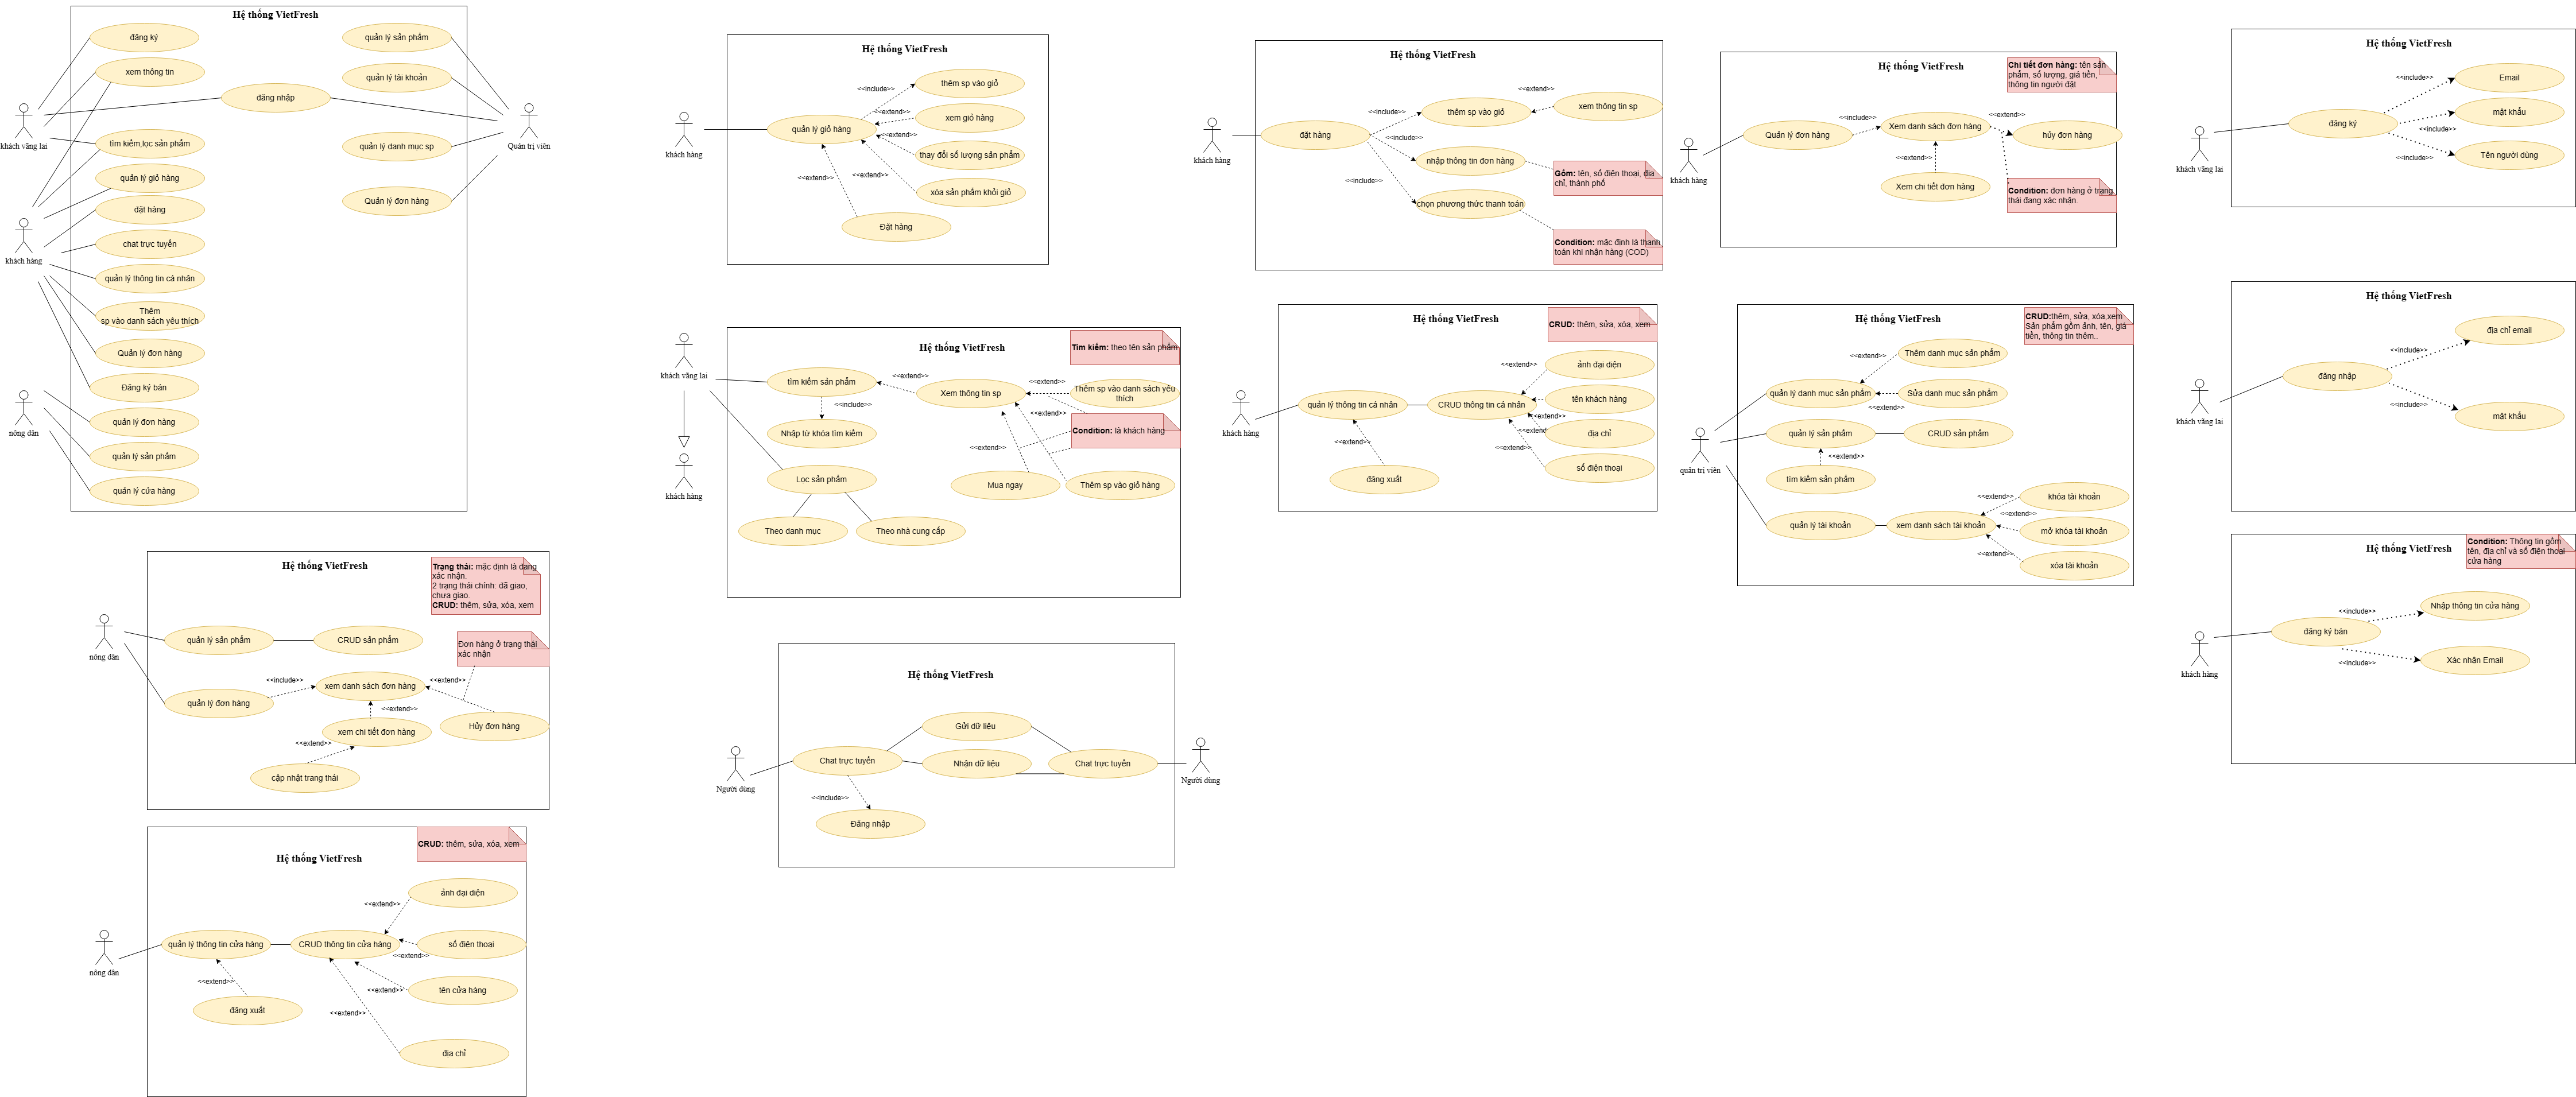 Hệ thống VietFresh
đăng ký
quản lý sản phẩm
xem thông tin
quản lý tài khoản
đăng nhập
khách vãng lai
Quản trị viên
tìm kiếm,lọc sản phẩm
quản lý danh mục sp
quản lý giỏ hàng
Quản lý đơn hàng
đặt hàng
khách hàng
chat trực tuyến
quản lý thông tin cá nhân
Thêm
sp vào danh sách yêu thích
Quản lý đơn hàng
Đăng ký bán
nông dân
quản lý đơn hàng
quản lý sản phẩm
quản lý cửa hàng
Hệ thống VietFresh
khách hàng
quản lý giỏ hàng
<<include>>
thêm sp vào giỏ
<<extend>>
xem giỏ hàng
<<extend>>
thay đổi số lượng sản phẩm
<<extend>>
xóa sản phẩm khỏi giỏ
<<extend>>
Đặt hàng
Hệ thống VietFresh
khách hàng
đặt hàng
<<include>>
thêm sp vào giỏ
<<extend>>
xem thông tin sp
<<include>>
nhập thông tin đơn hàng
Gồm: tên, số điện thoại, địa
chỉ, thành phố
<<include>>
chọn phương thức thanh toán
Condition: mặc định là thanh
toán khi nhận hàng (COD)
Hệ thống VietFresh
Chi tiết đơn hàng: tên sản
phẩm, số lượng, giá tiền,
thông tin người đặt
khách hàng
Quản lý đơn hàng
<<include>>
Xem danh sách đơn hàng
<<extend>>
hủy đơn hàng
<<extend>>
Xem chi tiết đơn hàng
Condition: đơn hàng ở trạng
thái đang xác nhận.
Hệ thống VietFresh
khách vãng lai
đăng ký
<<include>>
Email
<<include>>
mật khẩu
<<include>>
Tên người dùng
Hệ thống VietFresh
Tìm kiếm: theo tên sản phẩm
khách vãng lai
khách hàng
tìm kiếm sản phẩm
<<extend>>
Xem thông tin sp
<<extend>>
Thêm sp vào danh sách yêu
thích
<<include>>
Nhập từ khóa tìm kiếm
<<extend>>
Condition: là khách hàng
<<extend>>
Lọc sản phẩm
Mua ngay
Thêm sp vào giỏ hàng
Theo danh mục
Theo nhà cung cấp
Hệ thống VietFresh
CRUD: thêm, sửa, xóa, xem
khách hàng
quản lý thông tin cá nhân
CRUD thông tin cá nhân
<<extend>>
ảnh đại diện
tên khách hàng
<<extend>>
<<extend>>
địa chỉ
<<extend>>
<<extend>>
số điện thoại
đăng xuất
Hệ thống VietFresh
CRUD:thêm, sửa, xóa,xem
Sản phẩm gồm ảnh, tên, giá
tiền, thông tin thêm..
quản trị viên
<<extend>>
Thêm danh mục sản phẩm
quản lý danh mục sản phẩm
Sửa danh mục sản phẩm
<<extend>>
quản lý sản phẩm
CRUD sản phẩm
<<extend>>
tìm kiếm sản phẩm
quản lý tài khoản
xem danh sách tài khoản
<<extend>>
khóa tài khoản
<<extend>>
mở khóa tài khoản
<<extend>>
xóa tài khoản
Hệ thống VietFresh
khách vãng lai
đăng nhập
<<include>>
địa chỉ email
<<include>>
mật khẩu
Hệ thống VietFresh
Condition: Thông tin gồm
tên, địa chỉ và số điện thoại
cửa hàng
khách hàng
đăng ký bán
<<include>>
Nhập thông tin cửa hàng
<<include>>
Xác nhận Email
Hệ thống VietFresh
Trạng thái: mặc định là đang
xác nhận.
2 trạng thái chính: đã giao,
chưa giao.
CRUD: thêm, sửa, xóa, xem
nông dân
quản lý sản phẩm
CRUD sản phẩm
Đơn hàng ở trạng thái
xác nhận
quản lý đơn hàng
<<include>>
xem danh sách đơn hàng
<<extend>>
<<extend>>
Hủy đơn hàng
xem chi tiết đơn hàng
<<extend>>
cập nhật trạng thái
Hệ thống VietFresh
Người dùng
Chat trực tuyến
Gửi dữ liệu
Nhận dữ liệu
Chat trực tuyến
Người dùng
<<include>>
Đăng nhập
Hệ thống VietFresh
CRUD: thêm, sửa, xóa, xem
nông dân
quản lý thông tin cửa hàng
CRUD thông tin cửa hàng
<<extend>>
ảnh đại diện
số điện thoại
<<extend>>
<<extend>>
tên cửa hàng
<<extend>>
đăng xuất
<<extend>>
địa chỉ